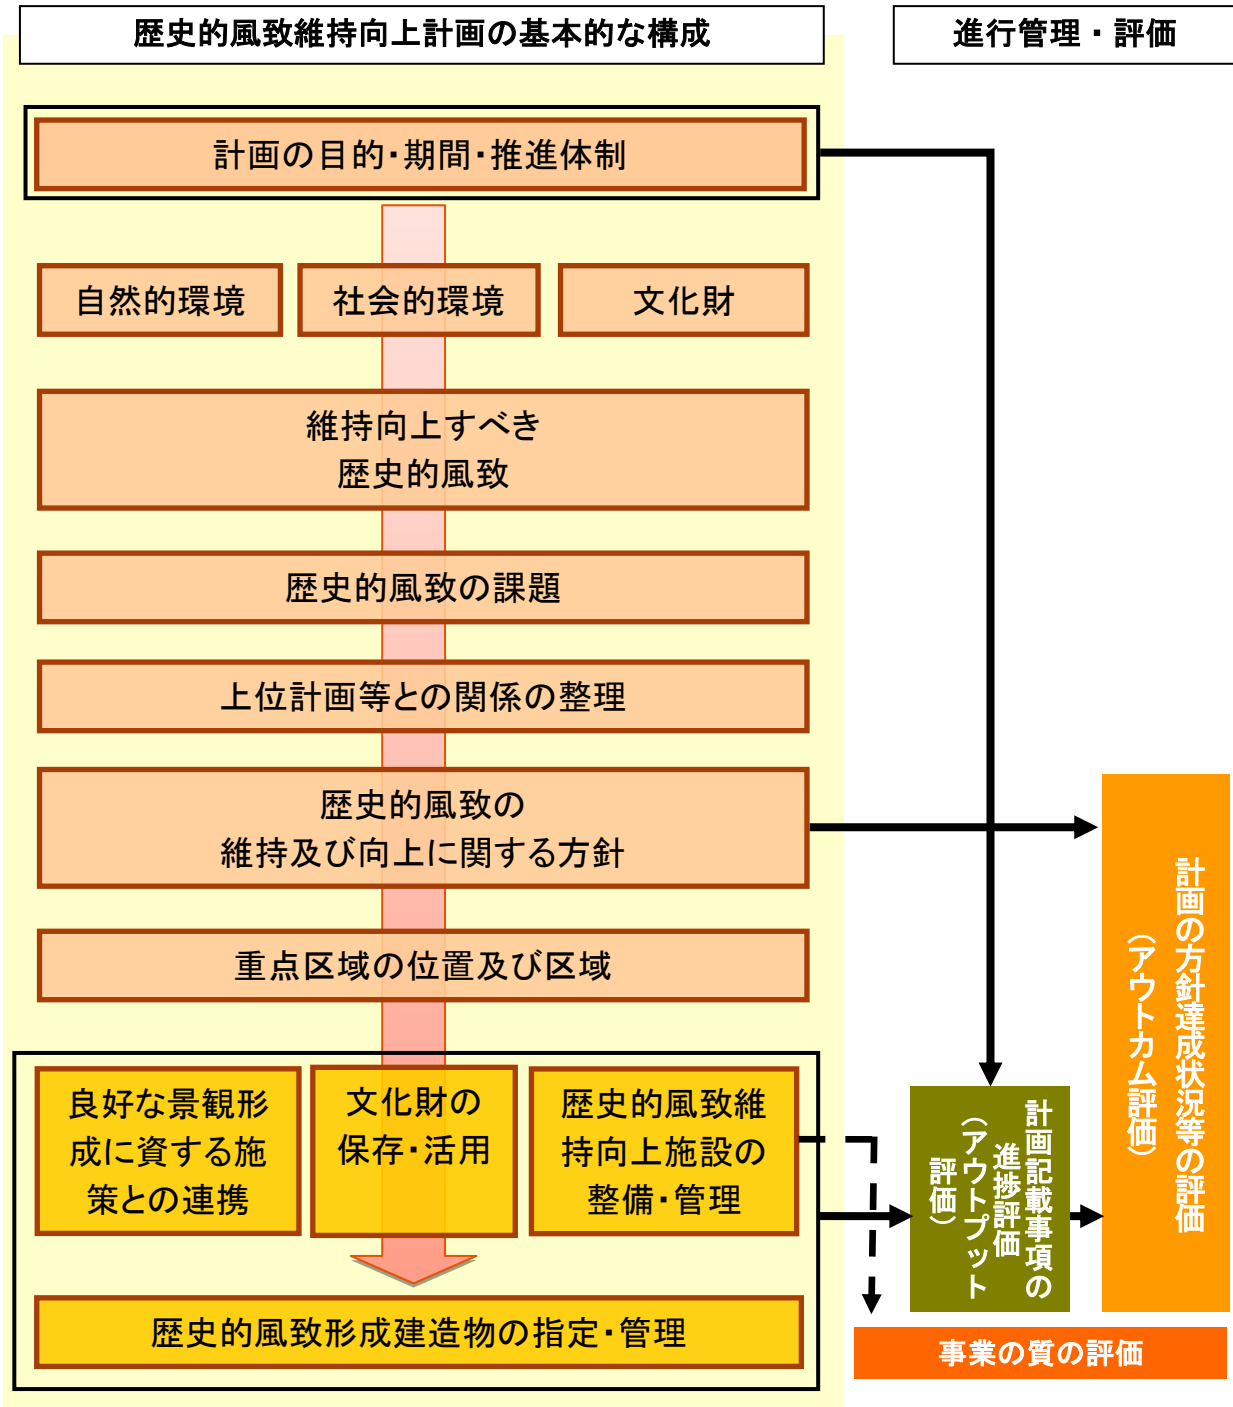 歴史的風致維持向上計画の基本的な構成
進行管理・評価
計画の目的・期間・推進体制
自然的環境
社会的環境
文化財
維持向上すべき
歴史的風致
歴史的風致の課題
上位計画等との関係の整理
歴史的風致の
維持及び向上に関する方針
重点区域の位置及び区域
良好な景観形
成に資する施
策との連携
文化財の
保存・活用
歴史的風致維
持向上施設の
整備・管理
歴史的風致形成建造物の指定・管理
計画記載事項の
進捗評価
（アウトプット
評価）
計画の方針達成状況等の評価
（アウトカム評価）
事業の質の評価